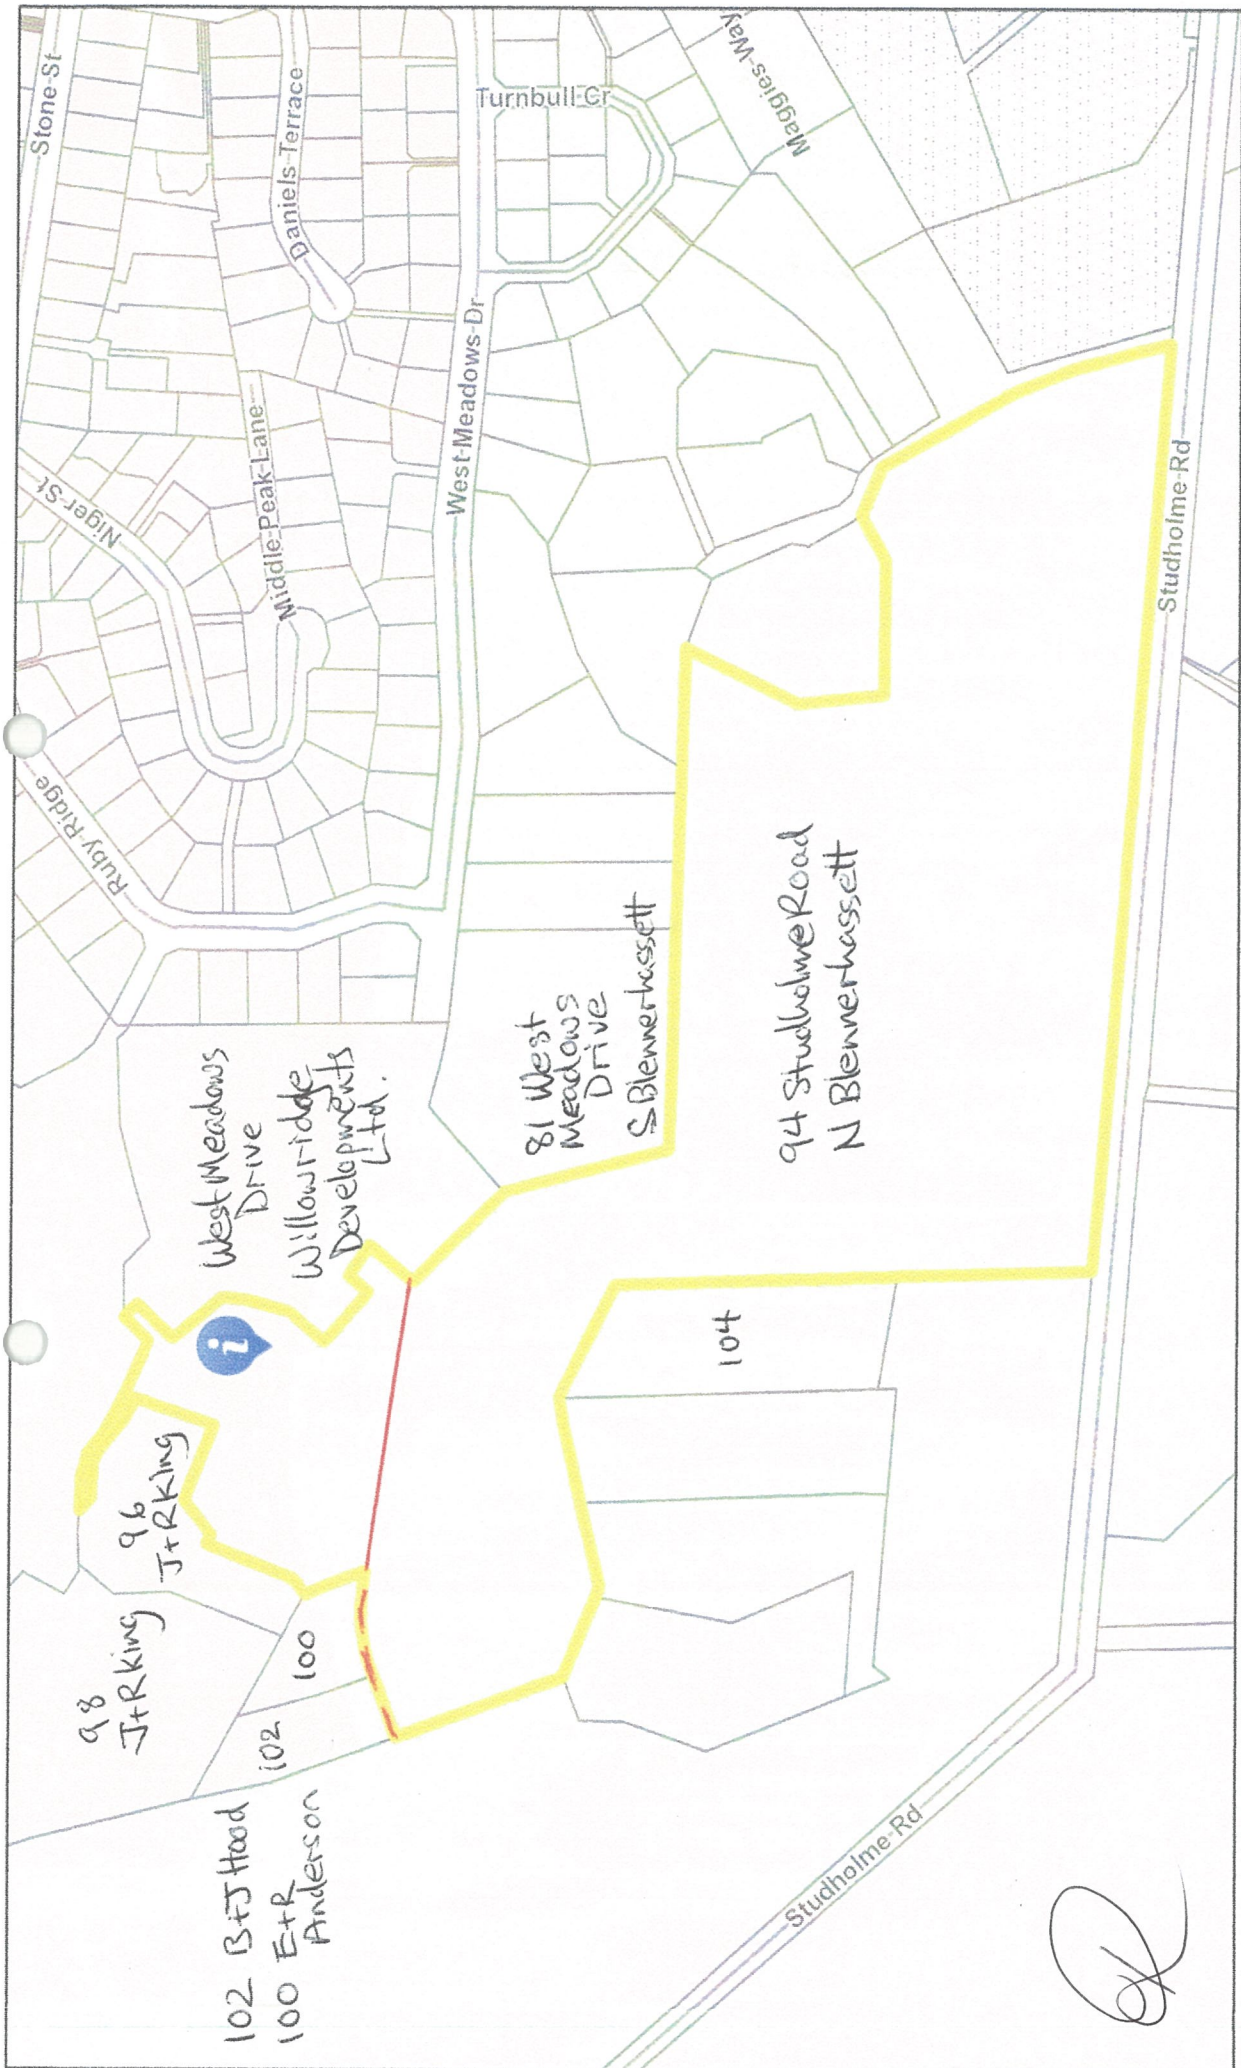 Stone-St
Daniels-Terrace
Turnbull-Cr
Maggies-Way
Niger-St
Middle-Peak-Lane
West-Meadows-Dr
Ruby-Ridge
Studholme-Rd
West Meadows
Drive
Willowridge
Developments
Ltd.
81 West
Meadows
Drive
S Blennerhassett
94 Studholme Road
N Blennerhassett
i
104
96
J+R King
98
J+R King
100
102
102 B+J Hood
100 E+R
Anderson
Studholme-Rd